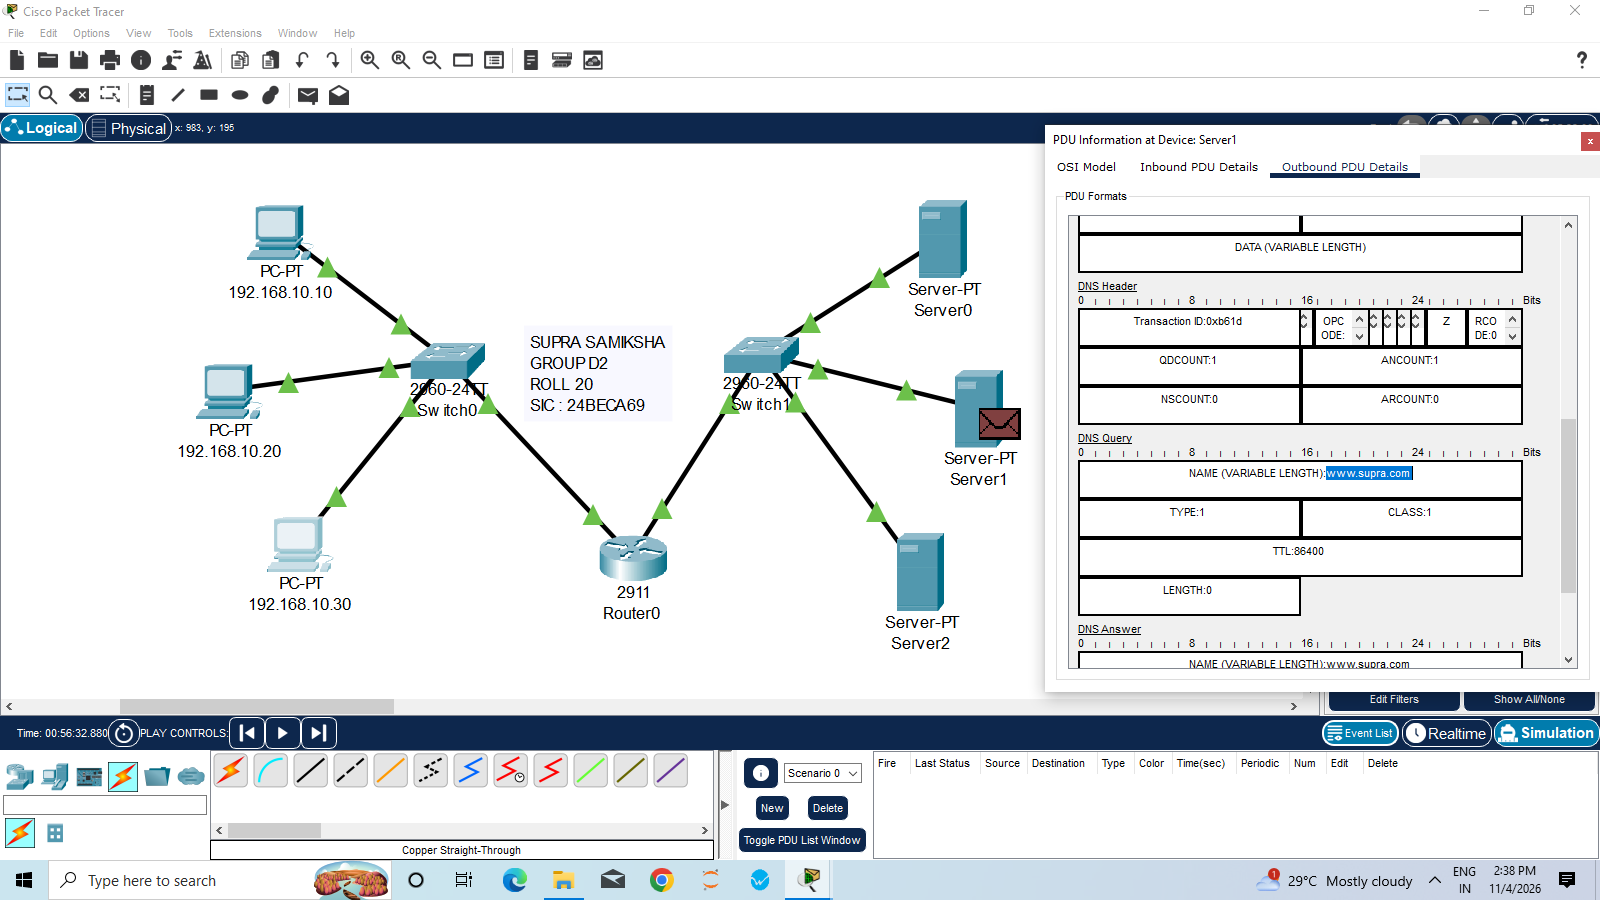 Cisco Packet Tracer
File Edit Options View Tools Extensions Window Help
?
Logical Physical x: 983, y: 195
PC-PT
192.168.10.10
PC-PT
192.168.10.20
PC-PT
192.168.10.30
2960-24TT
Switch0
SUPRA SAMIKSHA
GROUP D2
ROLL 20
SIC : 24BECA69
2911
Router0
2960-24TT
Switch1
Server-PT
Server0
Server-PT
Server1
Server-PT
Server2
PDU Information at Device: Server1
x
OSI Model Inbound PDU Details Outbound PDU Details
PDU Formats
DATA (VARIABLE LENGTH)
DNS Header
0 8 16 24 Bits
Transaction ID:0xb61d OPC
ODE: Z RCO
DE:0
QDCOUNT:1 ANCOUNT:1
NSCOUNT:0 ARCOUNT:0
DNS Query
0 8 16 24 Bits
NAME (VARIABLE LENGTH):www.supra.com
TYPE:1 CLASS:1
TTL:86400
LENGTH:0
DNS Answer
0 8 16 24 Bits
NAME (VARIABLE LENGTH):www.supra.com
Edit Filters Show All/None
Time: 00:56:32.880 PLAY CONTROLS: Event List Realtime Simulation
Scenario 0
New Delete
Toggle PDU List Window
Fire Last Status Source Destination Type Color Time(sec) Periodic Num Edit Delete
Copper Straight-Through
Type here to search
1
29°C Mostly cloudy
ENG
IN
2:38 PM
11/4/2026